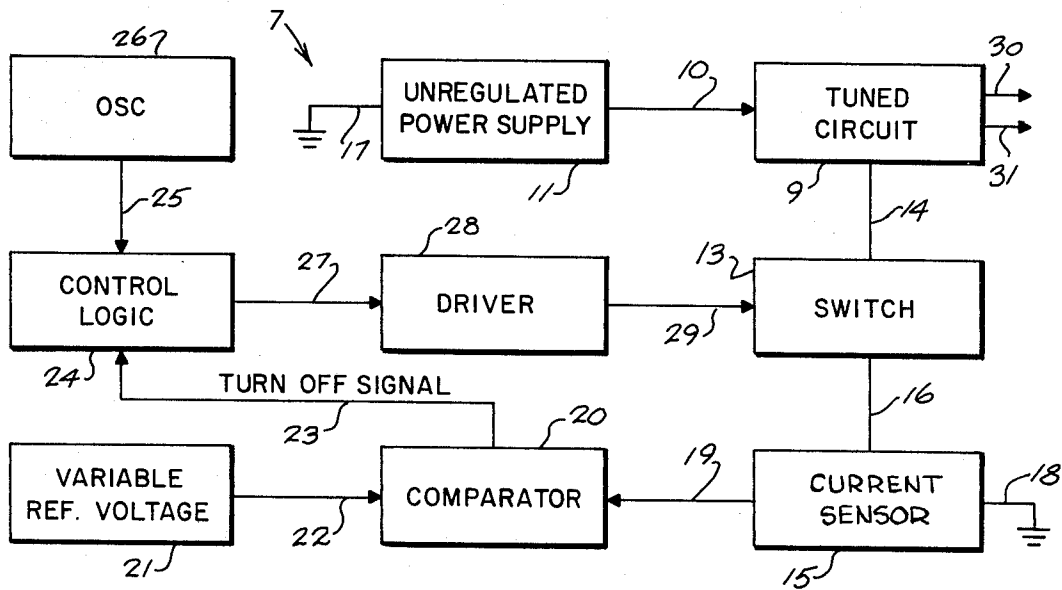 7
26
OSC
25
UNREGULATED
POWER SUPPLY
17
11
10
TUNED
CIRCUIT
30
31
9
14
CONTROL
LOGIC
24
27
28
DRIVER
29
13
SWITCH
TURN OFF SIGNAL
23
20
16
VARIABLE
REF. VOLTAGE
21
22
COMPARATOR
19
CURRENT
SENSOR
15
18